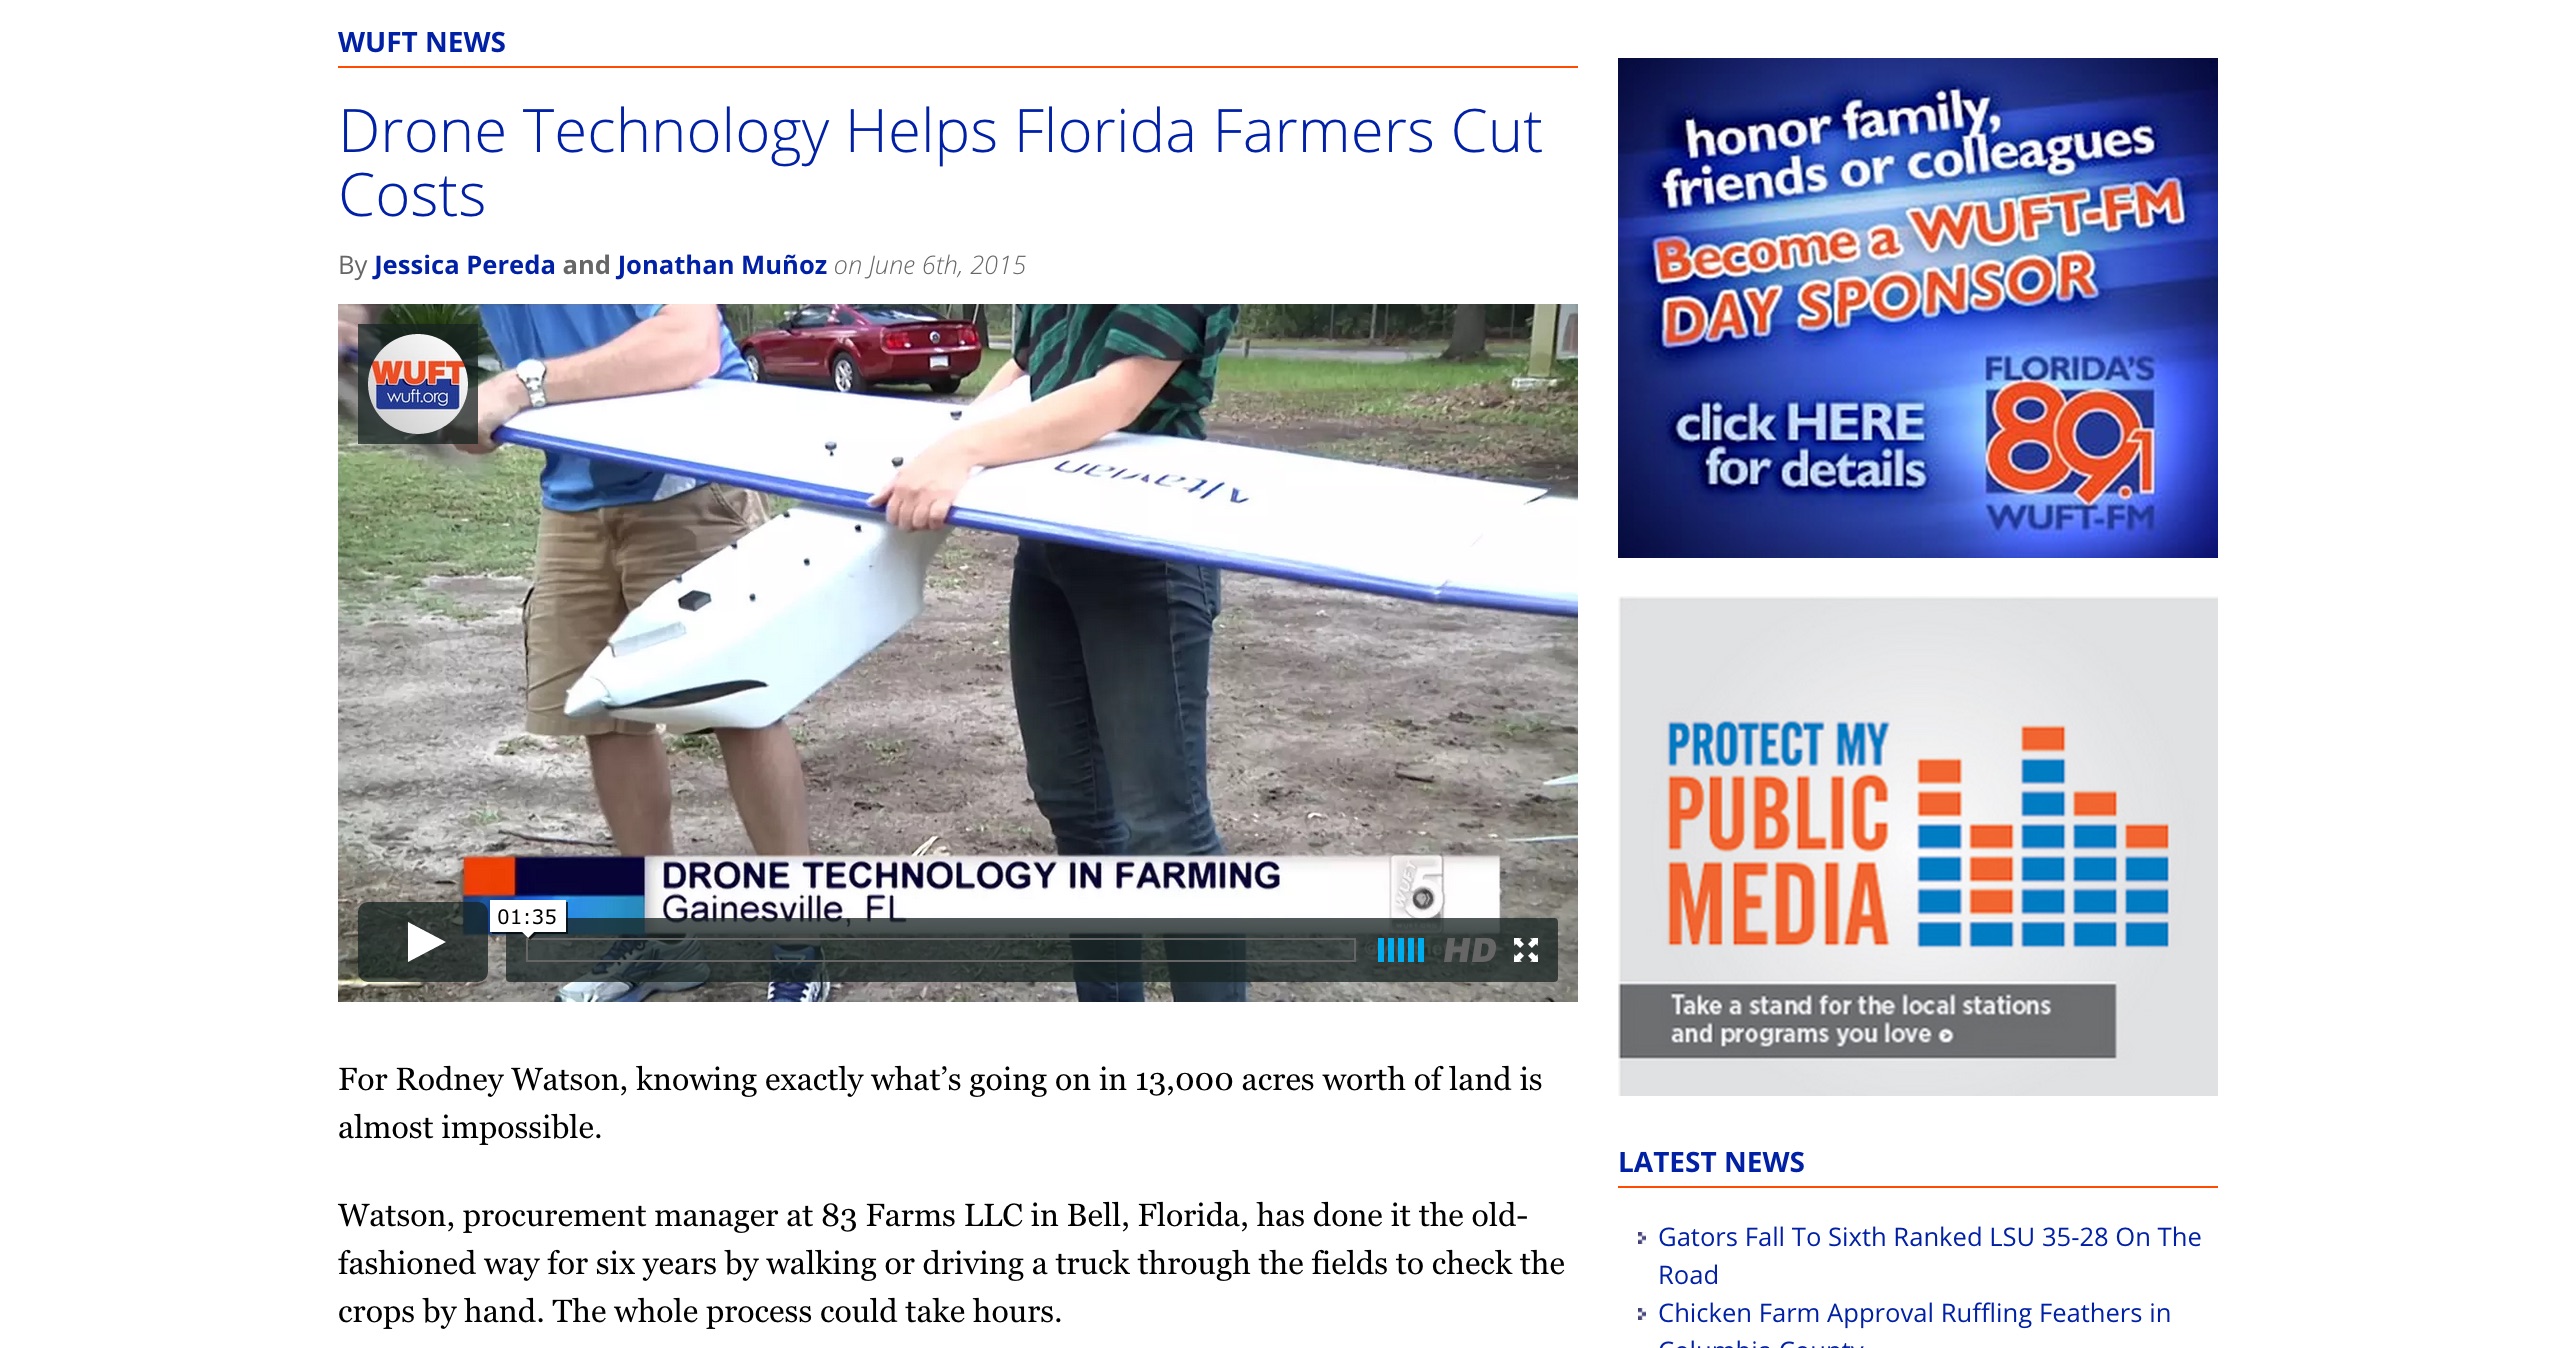 WUFT NEWS
Drone Technology Helps Florida Farmers Cut
Costs
By Jessica Pereda and Jonathan Muñoz on June 6th, 2015
WUFT
wuft.org
Altavian
DRONE TECHNOLOGY IN FARMING
Gainesville, FL
WUFT 5
01:35
HD
For Rodney Watson, knowing exactly what’s going on in 13,000 acres worth of land is
almost impossible.
Watson, procurement manager at 83 Farms LLC in Bell, Florida, has done it the old-
fashioned way for six years by walking or driving a truck through the fields to check the
crops by hand. The whole process could take hours.
honor family,
friends or colleagues
Become a WUFT-FM
DAY SPONSOR
click HERE
for details
FLORIDA'S
89.1
WUFT-FM
PROTECT MY
PUBLIC
MEDIA
Take a stand for the local stations
and programs you love
LATEST NEWS
Gators Fall To Sixth Ranked LSU 35-28 On The
Road
Chicken Farm Approval Ruffling Feathers in
Columbia County